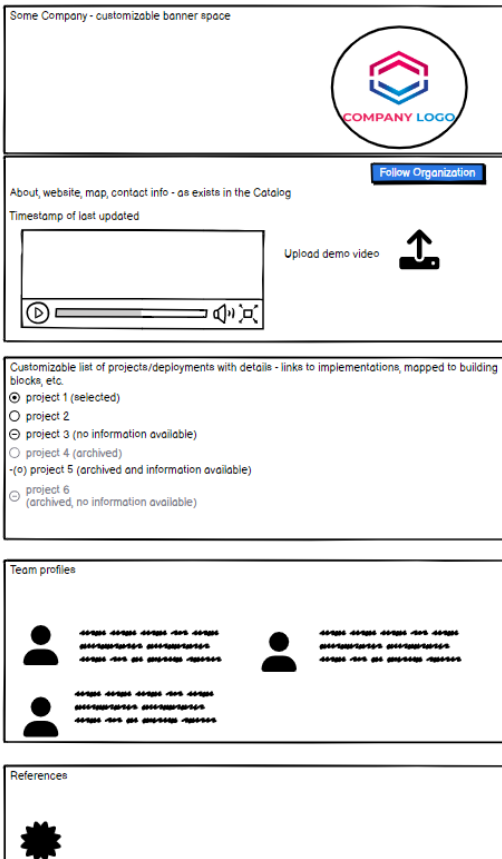 Some Company - customizable banner space
COMPANY LOGO
Follow Organization
About, website, map, contact info - as exists in the Catalog
Timestamp of last updated
Upload demo video
Customizable list of projects/deployments with details - links to implementations, mapped to building
blocks, etc.
project 1 (selected)
project 2
project 3 (no information available)
project 4 (archived)
-(o) project 5 (archived and information available)
project 6
(archived, no information available)
Team profiles
References